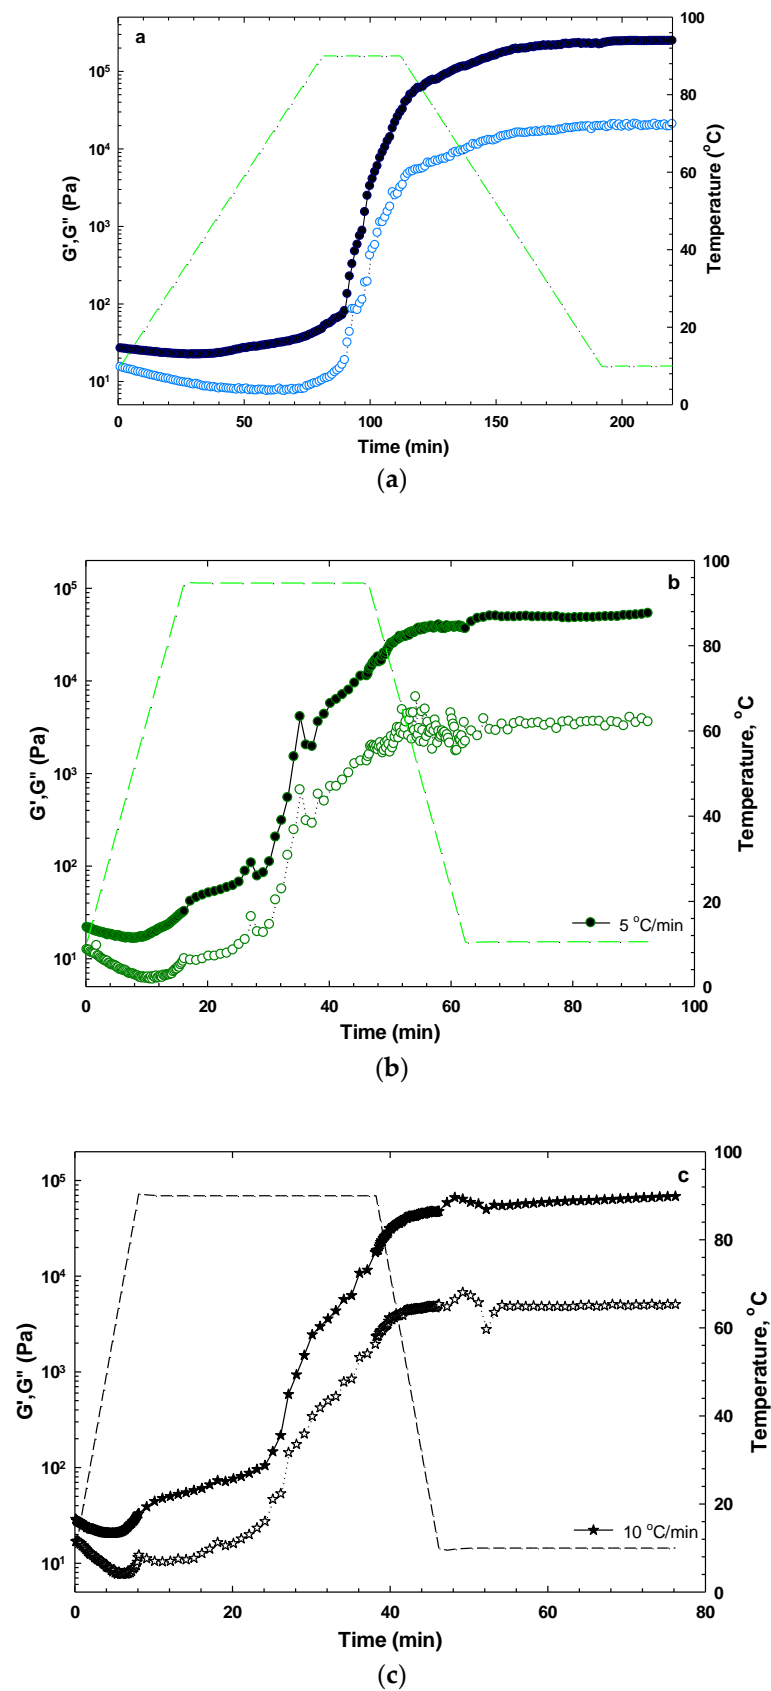 a
10⁵
10⁴
10³
10²
10¹
G',G" (Pa)
100
80
60
40
20
0
Temperature (°C)
0 50 100 150 200
Time (min)
(a)
b
10⁵
10⁴
10³
10²
10¹
G',G" (Pa)
100
80
60
40
20
0
Temperature, °C
5 °C/min
0 20 40 60 80 100
Time (min)
(b)
c
10⁵
10⁴
10³
10²
10¹
G',G" (Pa)
100
80
60
40
20
0
Temperature, °C
10 °C/min
0 20 40 60 80
Time (min)
(c)